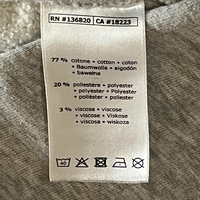 RN #136820 CA #18223
77 % cotone + cotton + coton
+ Baumwolle + algodón
+ bawełna
20 % poliestere + polyester
+ polyester + Polyester
+ poliéster + poliester
3 % viscosa + viscose
+ viscose + Viskose
+ viscosa + wiskoza
40